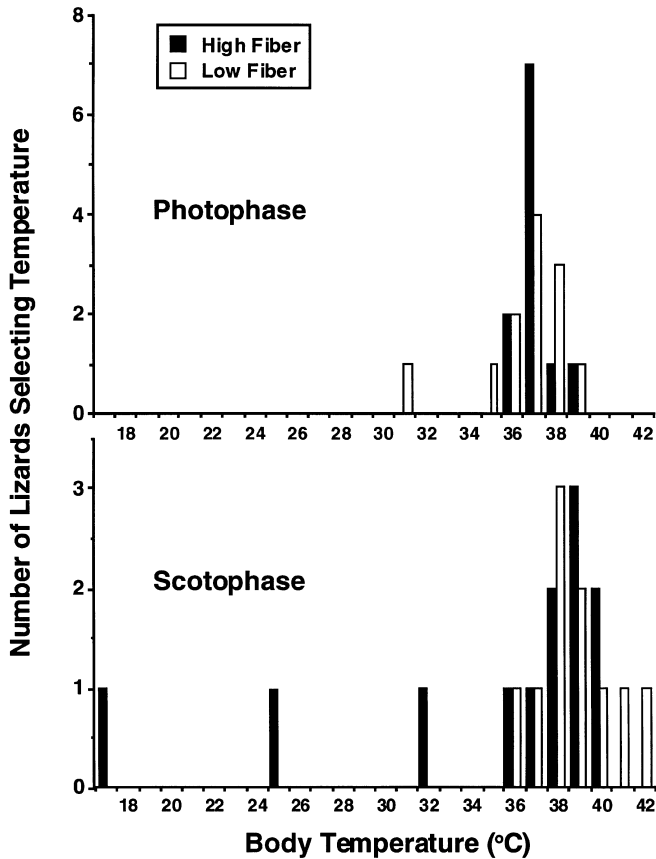 Number of Lizards Selecting Temperature
8
6
4
2
0
High Fiber
Low Fiber
Photophase
18 20 22 24 26 28 30 32 34 36 38 40 42
3
2
1
0
Scotophase
18 20 22 24 26 28 30 32 34 36 38 40 42
Body Temperature (°C)